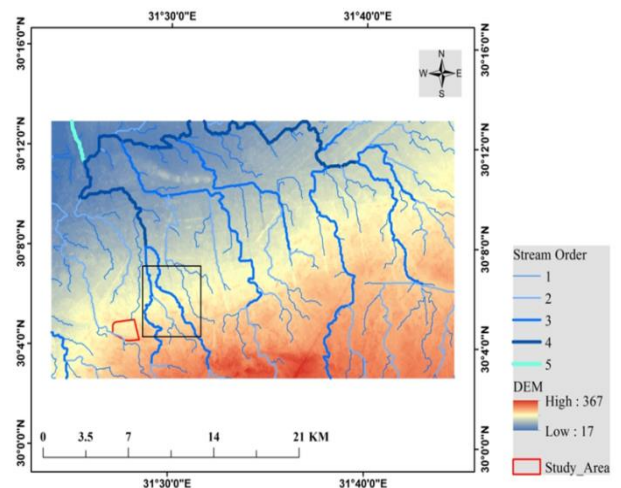 31°30'0"N 31°40'0"N
30°16'0"N 30°16'0"N
N
W E
S
30°12'0"N 30°12'0"N
30°8'0"N 30°8'0"N
30°4'0"N 30°4'0"N
30°0'0"N 30°0'0"N
Stream Order
1
2
3
4
5
DEM
High : 367
Low : 17
Study_Area
0 3.5 7 14 21 KM
31°30'0"E 31°40'0"E